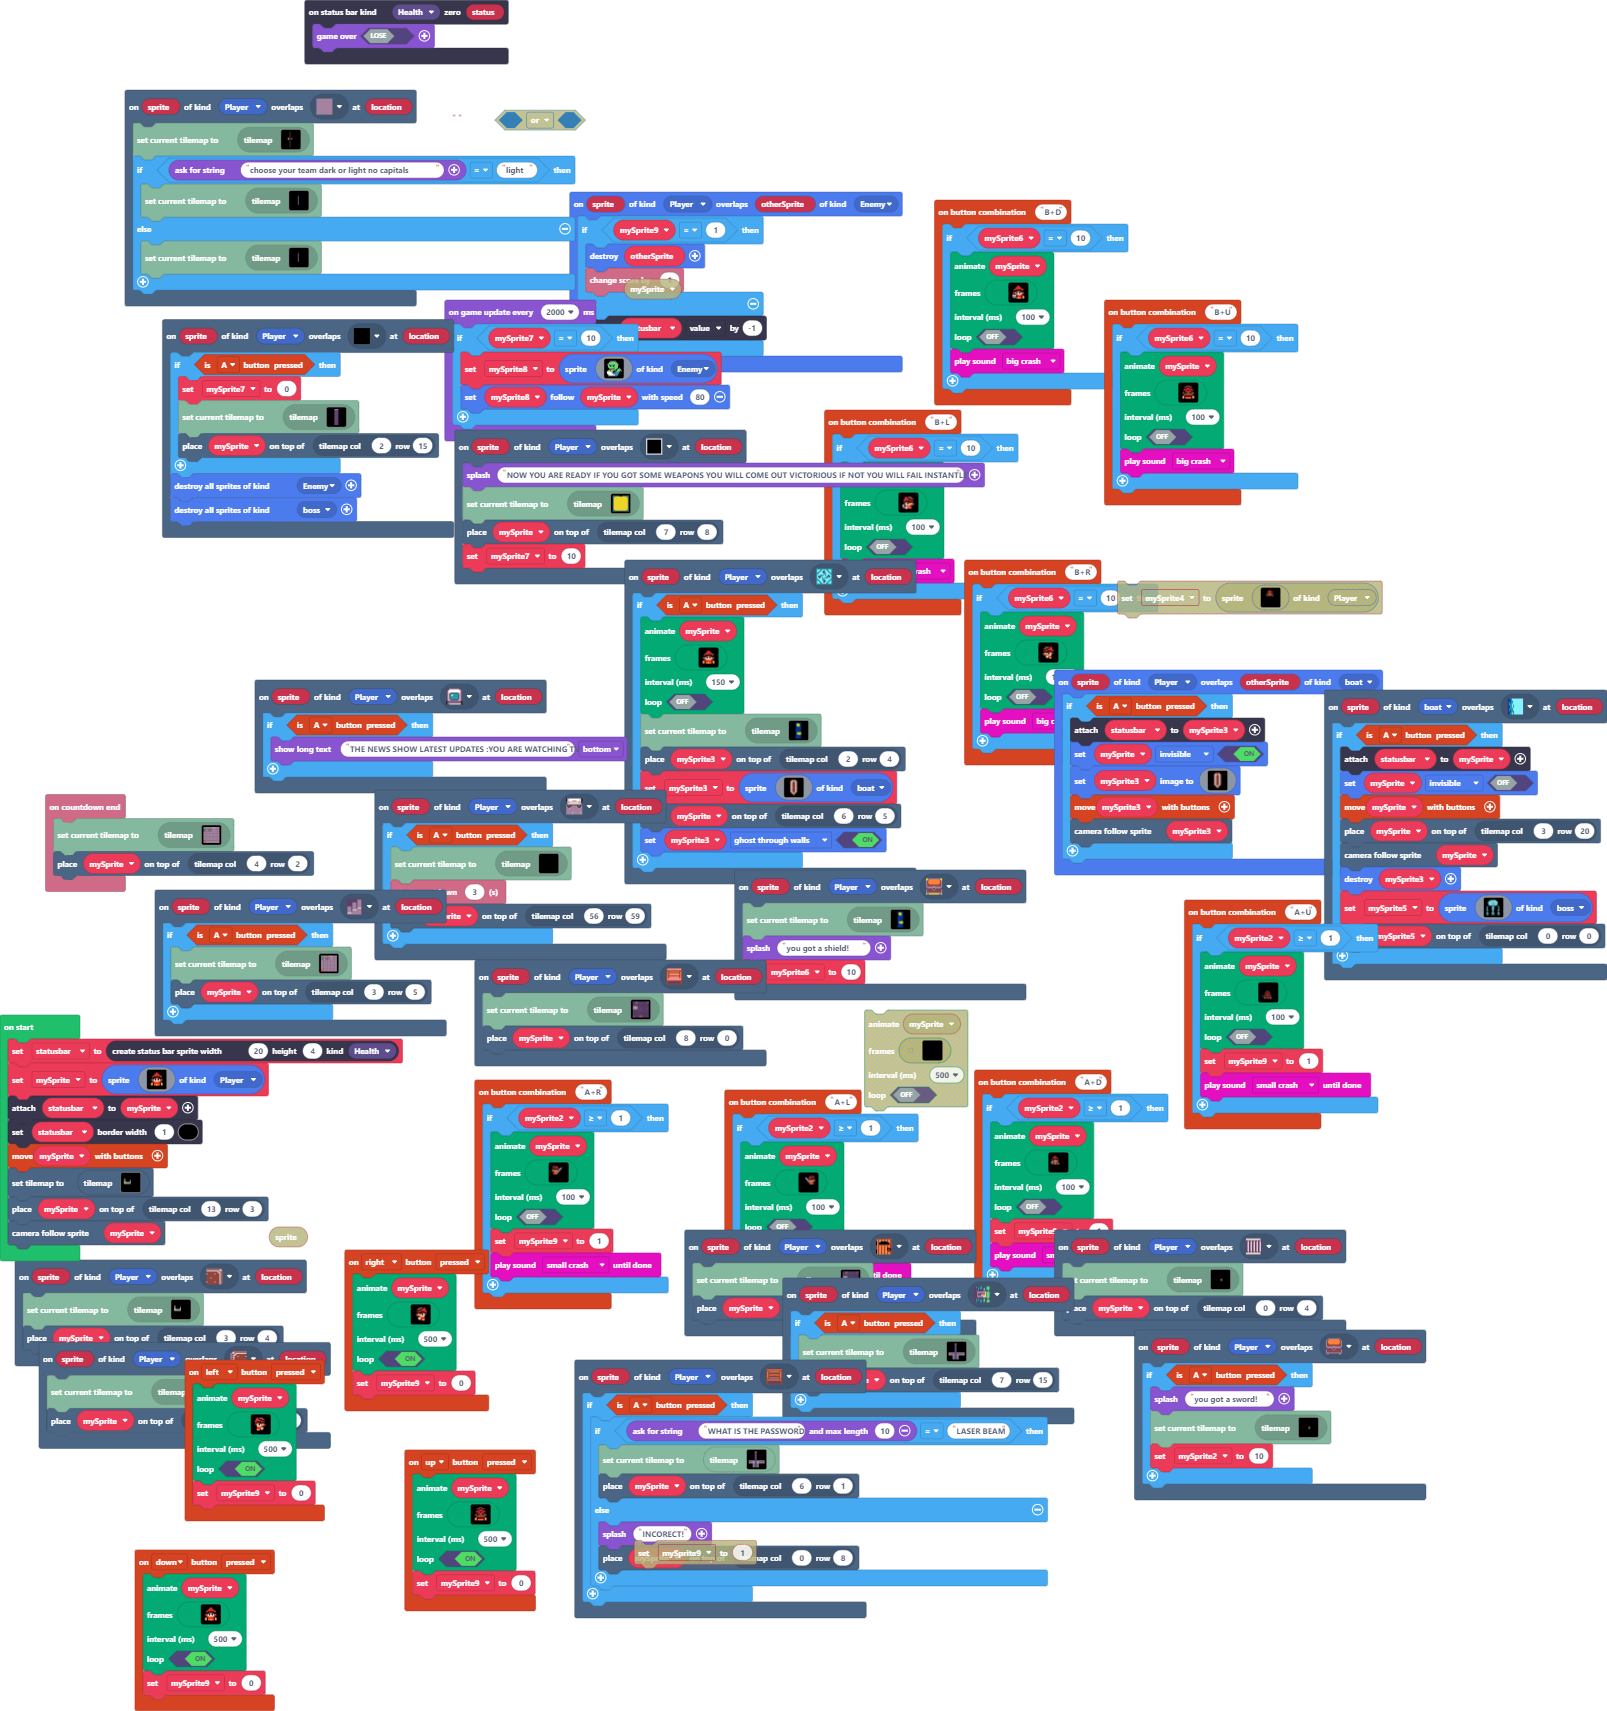 on status bar kind Health zero status
game over LOSE
on sprite of kind Player overlaps at location
set current tilemap to tilemap
if ask for string "choose your team dark or light no capitals" = "light" then
set current tilemap to tilemap
else
set current tilemap to tilemap
or
on sprite of kind Player overlaps otherSprite of kind Enemy
if mySprite9 = 1 then
destroy otherSprite
change score by
mySprite
value by -1
on button combination "B+D"
if mySprite6 = 10 then
animate mySprite
frames
interval (ms) 100
loop OFF
play sound big crash
on button combination "B+U"
if mySprite6 = 10 then
animate mySprite
frames
interval (ms) 100
loop OFF
play sound big crash
on game update every 2000 ms
if mySprite7 = 10 then
set mySprite8 to sprite of kind Enemy
set mySprite8 follow mySprite with speed 80
on sprite of kind Player overlaps at location
if is A button pressed then
set mySprite7 to 0
set current tilemap to tilemap
place mySprite on top of tilemap col 2 row 15
destroy all sprites of kind Enemy
destroy all sprites of kind boss
on button combination "B+L"
if mySprite6 = 10 then
frames
interval (ms) 100
loop OFF
on sprite of kind Player overlaps at location
splash "NOW YOU ARE READY IF YOU GOT SOME WEAPONS YOU WILL COME OUT VICTORIOUS IF NOT YOU WILL FAIL INSTANTL
set current tilemap to tilemap
place mySprite on top of tilemap col 7 row 8
set mySprite7 to 10
on sprite of kind Player overlaps at location
if is A button pressed then
animate mySprite
frames
interval (ms) 150
loop OFF
set current tilemap to tilemap
place mySprite3 on top of tilemap col 2 row 4
set mySprite3 to sprite of kind boat
mySprite on top of tilemap col 6 row 5
set mySprite3 ghost through walls ON
on button combination "B+R"
if mySprite6 = 10
animate mySprite
frames
interval (ms)
loop OFF
play sound big c
set mySprite4 to sprite of kind Player
on sprite of kind Player overlaps otherSprite of kind boat
if is A button pressed then
attach statusbar to mySprite3
set mySprite invisible ON
set mySprite3 image to
move mySprite3 with buttons
camera follow sprite mySprite3
on sprite of kind boat overlaps at location
if is A button pressed then
attach statusbar to mySprite
set mySprite invisible OFF
move mySprite with buttons
place mySprite on top of tilemap col 3 row 20
camera follow sprite mySprite
destroy mySprite3
set mySprite5 to sprite of kind boss
mySprite5 on top of tilemap col 0 row 0
on sprite of kind Player overlaps at location
if is A button pressed then
show long text "THE NEWS SHOW LATEST UPDATES :YOU ARE WATCHING T bottom
on countdown end
set current tilemap to tilemap
place mySprite on top of tilemap col 4 row 2
on sprite of kind Player overlaps at location
if is A button pressed then
set current tilemap to tilemap
3 (s)
on top of tilemap col 56 row 59
on sprite of kind Player overlaps at location
if is A button pressed then
set current tilemap to tilemap
place mySprite on top of tilemap col 3 row 5
on sprite of kind Player overlaps at location
set current tilemap to tilemap
splash "you got a shield!"
mySprite6 to 10
on sprite of kind Player overlaps at location
set current tilemap to tilemap
place mySprite on top of tilemap col 8 row 0
on button combination "A+U"
if mySprite2 ≥ 1 then
animate mySprite
frames
interval (ms) 100
loop OFF
set mySprite9 to 1
play sound small crash until done
on start
set statusbar to create status bar sprite width 20 height 4 kind Health
set mySprite to sprite of kind Player
attach statusbar to mySprite
set statusbar border width 1
move mySprite with buttons
set tilemap to tilemap
place mySprite on top of tilemap col 13 row 3
camera follow sprite mySprite
sprite
animate mySprite
frames
interval (ms) 500
loop OFF
on button combination "A+R"
if mySprite2 ≥ 1 then
animate mySprite
frames
interval (ms) 100
loop OFF
set mySprite9 to 1
play sound small crash until done
on button combination "A+L"
if mySprite2 ≥ 1 then
animate mySprite
frames
interval (ms) 100
loop OFF
on button combination "A+D"
if mySprite2 ≥ 1 then
animate mySprite
frames
interval (ms) 100
loop OFF
set
play sound
on sprite of kind Player overlaps at location
set current tilemap to
place mySprite
on sprite of kind Player overlaps at location
tilemap
mySprite on top of tilemap col 0 row 4
on sprite of kind Player overlaps at location
set current tilemap to tilemap
place mySprite on top of tilemap col 3 row 4
on sprite of kind Player overlaps location
set current tilemap to
place mySprite on top of
on left button pressed
animate mySprite
frames
interval (ms) 500
loop ON
set mySprite9 to 0
on right button pressed
animate mySprite
frames
interval (ms) 500
loop ON
set mySprite9 to 0
on sprite of kind Player overlaps at location
if is A button pressed then
set current tilemap to tilemap
tilemap col 7 row 15
on sprite of kind Player overlaps at location
if is A button pressed then
splash "you got a sword!"
set current tilemap to tilemap
set mySprite2 to 10
on sprite of kind Player overlaps at location
if is A button pressed then
if ask for string "WHAT IS THE PASSWORD and max length 10 = "LASER BEAM" then
set current tilemap to tilemap
place mySprite on top of tilemap col 6 row 1
else
splash "INCORECT!"
set mySprite9 to 1
place col 0 row 8
on up button pressed
animate mySprite
frames
interval (ms) 500
loop ON
set mySprite9 to 0
on down button pressed
animate mySprite
frames
interval (ms) 500
loop ON
set mySprite9 to 0